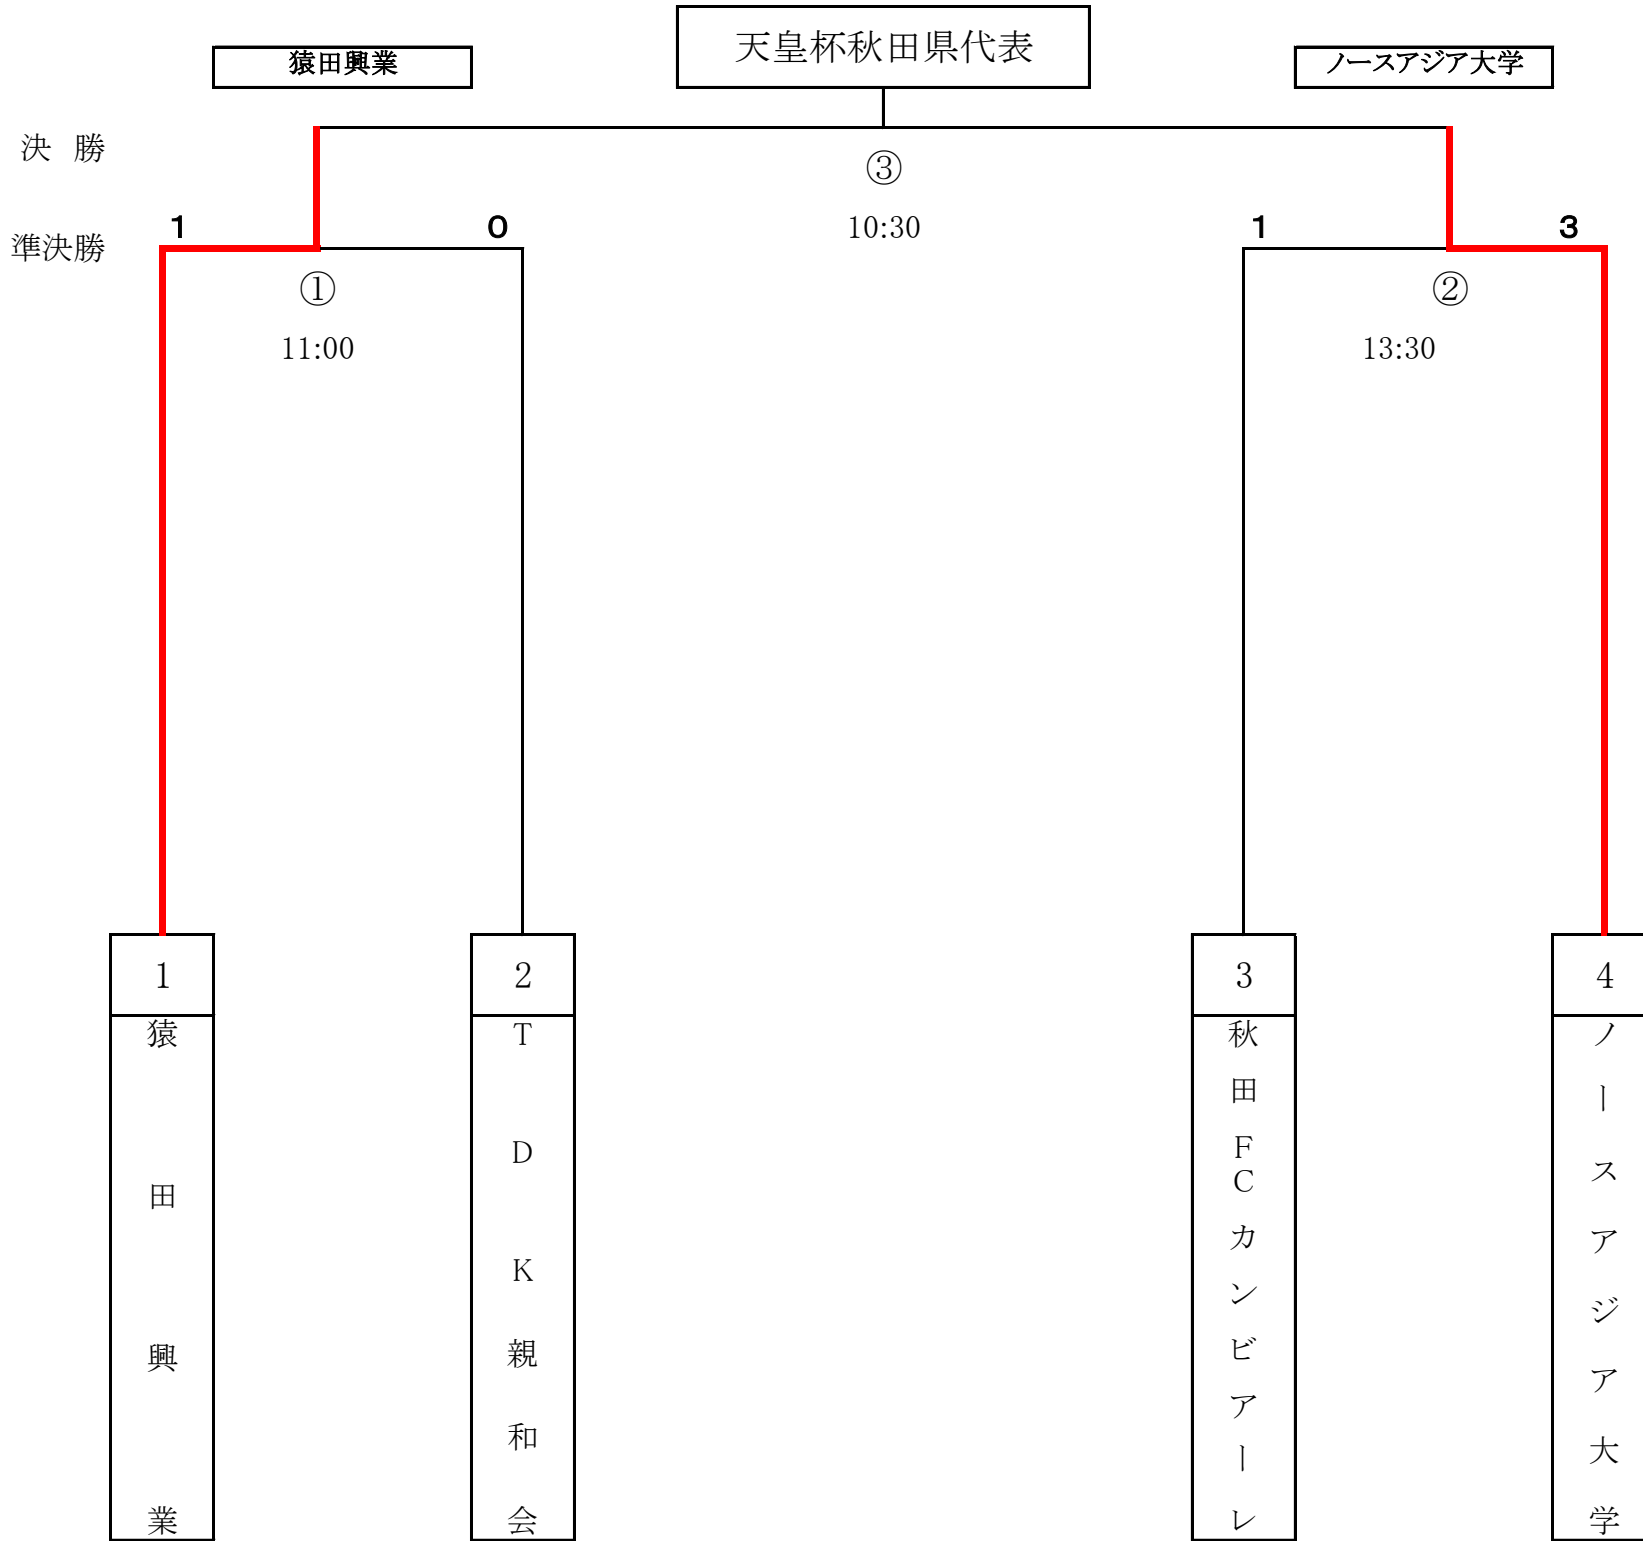 天皇杯秋田県代表
猿田興業
ノースアジア大学
決 勝
③
10:30
準決勝
1
0
1
3
①
11:00
②
13:30
1
2
3
4
猿田興業
TDK親和会
秋田FCカンビアーレ
ノースアジア大学